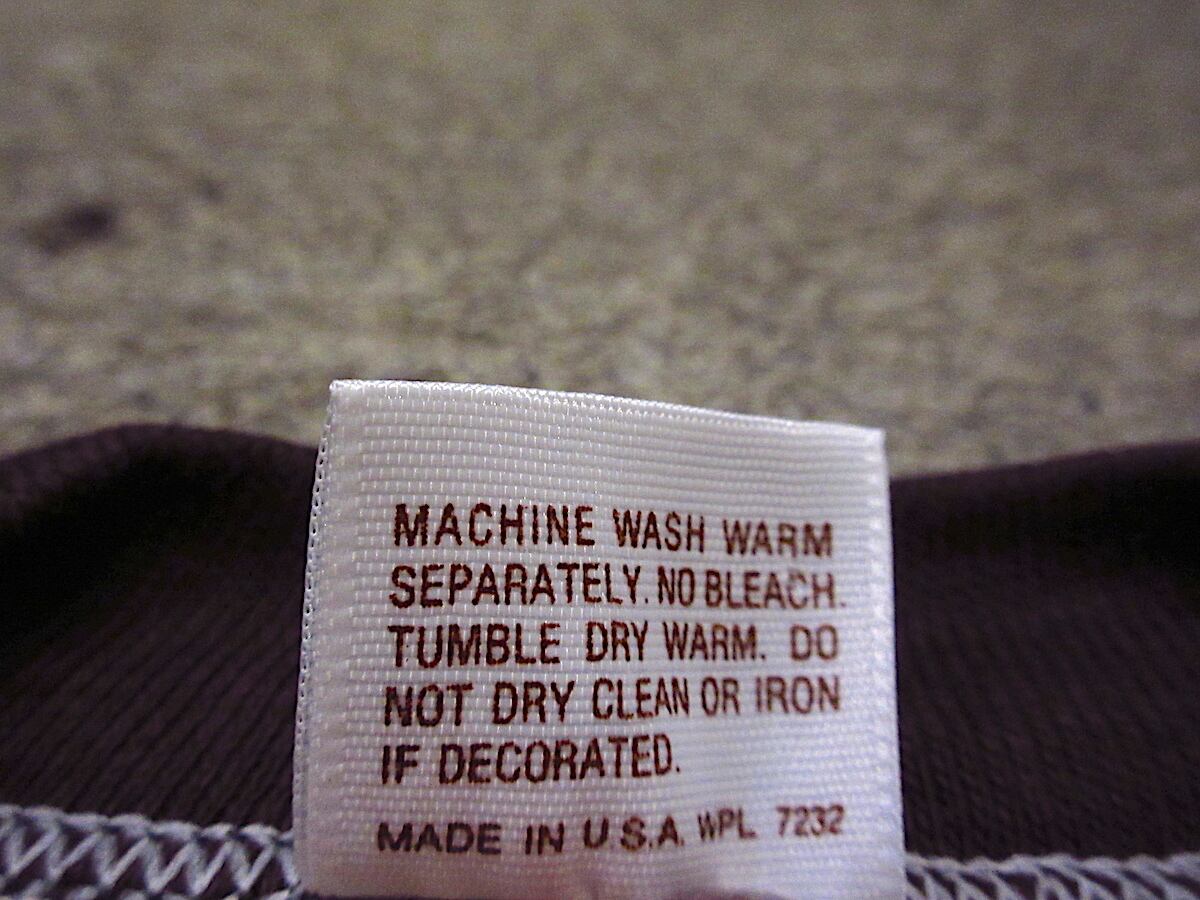 MACHINE WASH WARM
SEPARATELY. NO BLEACH.
TUMBLE DRY WARM. DO
NOT DRY CLEAN OR IRON
IF DECORATED.
MADE IN U.S.A. WPL 7232